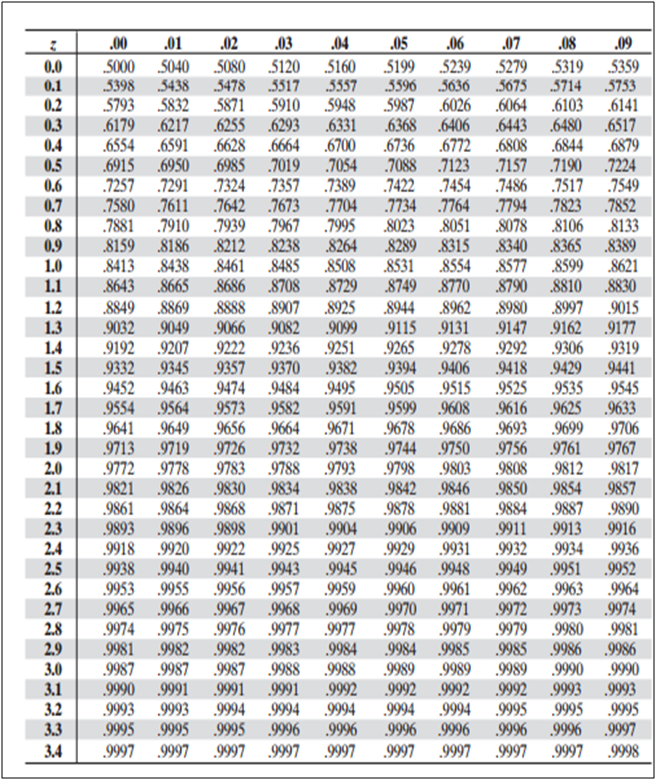 z .00 .01 .02 .03 .04 .05 .06 .07 .08 .09
0.0 .5000 .5040 .5080 .5120 .5160 .5199 .5239 .5279 .5319 .5359
0.1 .5398 .5438 .5478 .5517 .5557 .5596 .5636 .5675 .5714 .5753
0.2 .5793 .5832 .5871 .5910 .5948 .5987 .6026 .6064 .6103 .6141
0.3 .6179 .6217 .6255 .6293 .6331 .6368 .6406 .6443 .6480 .6517
0.4 .6554 .6591 .6628 .6664 .6700 .6736 .6772 .6808 .6844 .6879
0.5 .6915 .6950 .6985 .7019 .7054 .7088 .7123 .7157 .7190 .7224
0.6 .7257 .7291 .7324 .7357 .7389 .7422 .7454 .7486 .7517 .7549
0.7 .7580 .7611 .7642 .7673 .7704 .7734 .7764 .7794 .7823 .7852
0.8 .7881 .7910 .7939 .7967 .7995 .8023 .8051 .8078 .8106 .8133
0.9 .8159 .8186 .8212 .8238 .8264 .8289 .8315 .8340 .8365 .8389
1.0 .8413 .8438 .8461 .8485 .8508 .8531 .8554 .8577 .8599 .8621
1.1 .8643 .8665 .8686 .8708 .8729 .8749 .8770 .8790 .8810 .8830
1.2 .8849 .8869 .8888 .8907 .8925 .8944 .8962 .8980 .8997 .9015
1.3 .9032 .9049 .9066 .9082 .9099 .9115 .9131 .9147 .9162 .9177
1.4 .9192 .9207 .9222 .9236 .9251 .9265 .9278 .9292 .9306 .9319
1.5 .9332 .9345 .9357 .9370 .9382 .9394 .9406 .9418 .9429 .9441
1.6 .9452 .9463 .9474 .9484 .9495 .9505 .9515 .9525 .9535 .9545
1.7 .9554 .9564 .9573 .9582 .9591 .9599 .9608 .9616 .9625 .9633
1.8 .9641 .9649 .9656 .9664 .9671 .9678 .9686 .9693 .9699 .9706
1.9 .9713 .9719 .9726 .9732 .9738 .9744 .9750 .9756 .9761 .9767
2.0 .9772 .9778 .9783 .9788 .9793 .9798 .9803 .9808 .9812 .9817
2.1 .9821 .9826 .9830 .9834 .9838 .9842 .9846 .9850 .9854 .9857
2.2 .9861 .9864 .9868 .9871 .9875 .9878 .9881 .9884 .9887 .9890
2.3 .9893 .9896 .9898 .9901 .9904 .9906 .9909 .9911 .9913 .9916
2.4 .9918 .9920 .9922 .9925 .9927 .9929 .9931 .9932 .9934 .9936
2.5 .9938 .9940 .9941 .9943 .9945 .9946 .9948 .9949 .9951 .9952
2.6 .9953 .9955 .9956 .9957 .9959 .9960 .9961 .9962 .9963 .9964
2.7 .9965 .9966 .9967 .9968 .9969 .9970 .9971 .9972 .9973 .9974
2.8 .9974 .9975 .9976 .9977 .9977 .9978 .9979 .9979 .9980 .9981
2.9 .9981 .9982 .9982 .9983 .9984 .9984 .9985 .9985 .9986 .9986
3.0 .9987 .9987 .9987 .9988 .9988 .9989 .9989 .9989 .9990 .9990
3.1 .9990 .9991 .9991 .9991 .9992 .9992 .9992 .9992 .9993 .9993
3.2 .9993 .9993 .9994 .9994 .9994 .9994 .9994 .9995 .9995 .9995
3.3 .9995 .9995 .9995 .9996 .9996 .9996 .9996 .9996 .9996 .9997
3.4 .9997 .9997 .9997 .9997 .9997 .9997 .9997 .9997 .9997 .9998